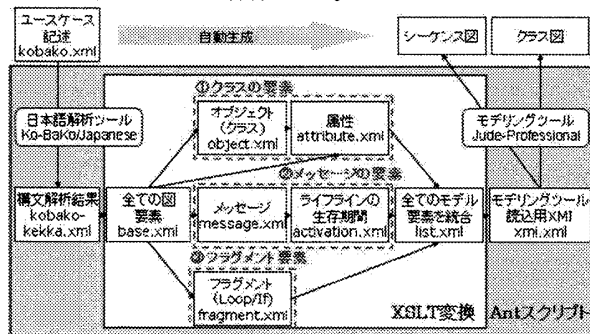 ユースケース
記述
kobako.xml
自動生成
シーケンス図
クラス図
①クラスの要素
日本語解析ツール
Ko-BaKo/Japanese
オブジェクト
(クラス)
object.xml
属性
attribute.xml
モデリングツール
Jude-Professional
②メッセージの要素
構文解析結果
kobako-
kekka.xml
全ての図
要素
base.xml
メッセージ
message.xml
ライフラインの
生存期間
activation.xml
全てのモデル
要素を統合
list.xml
モデリングツール
読込用XMI
xmi.xml
③フラグメント要素
フラグメント
(Loop/If)
fragment.xml
XSLT変換
Antスクリプト